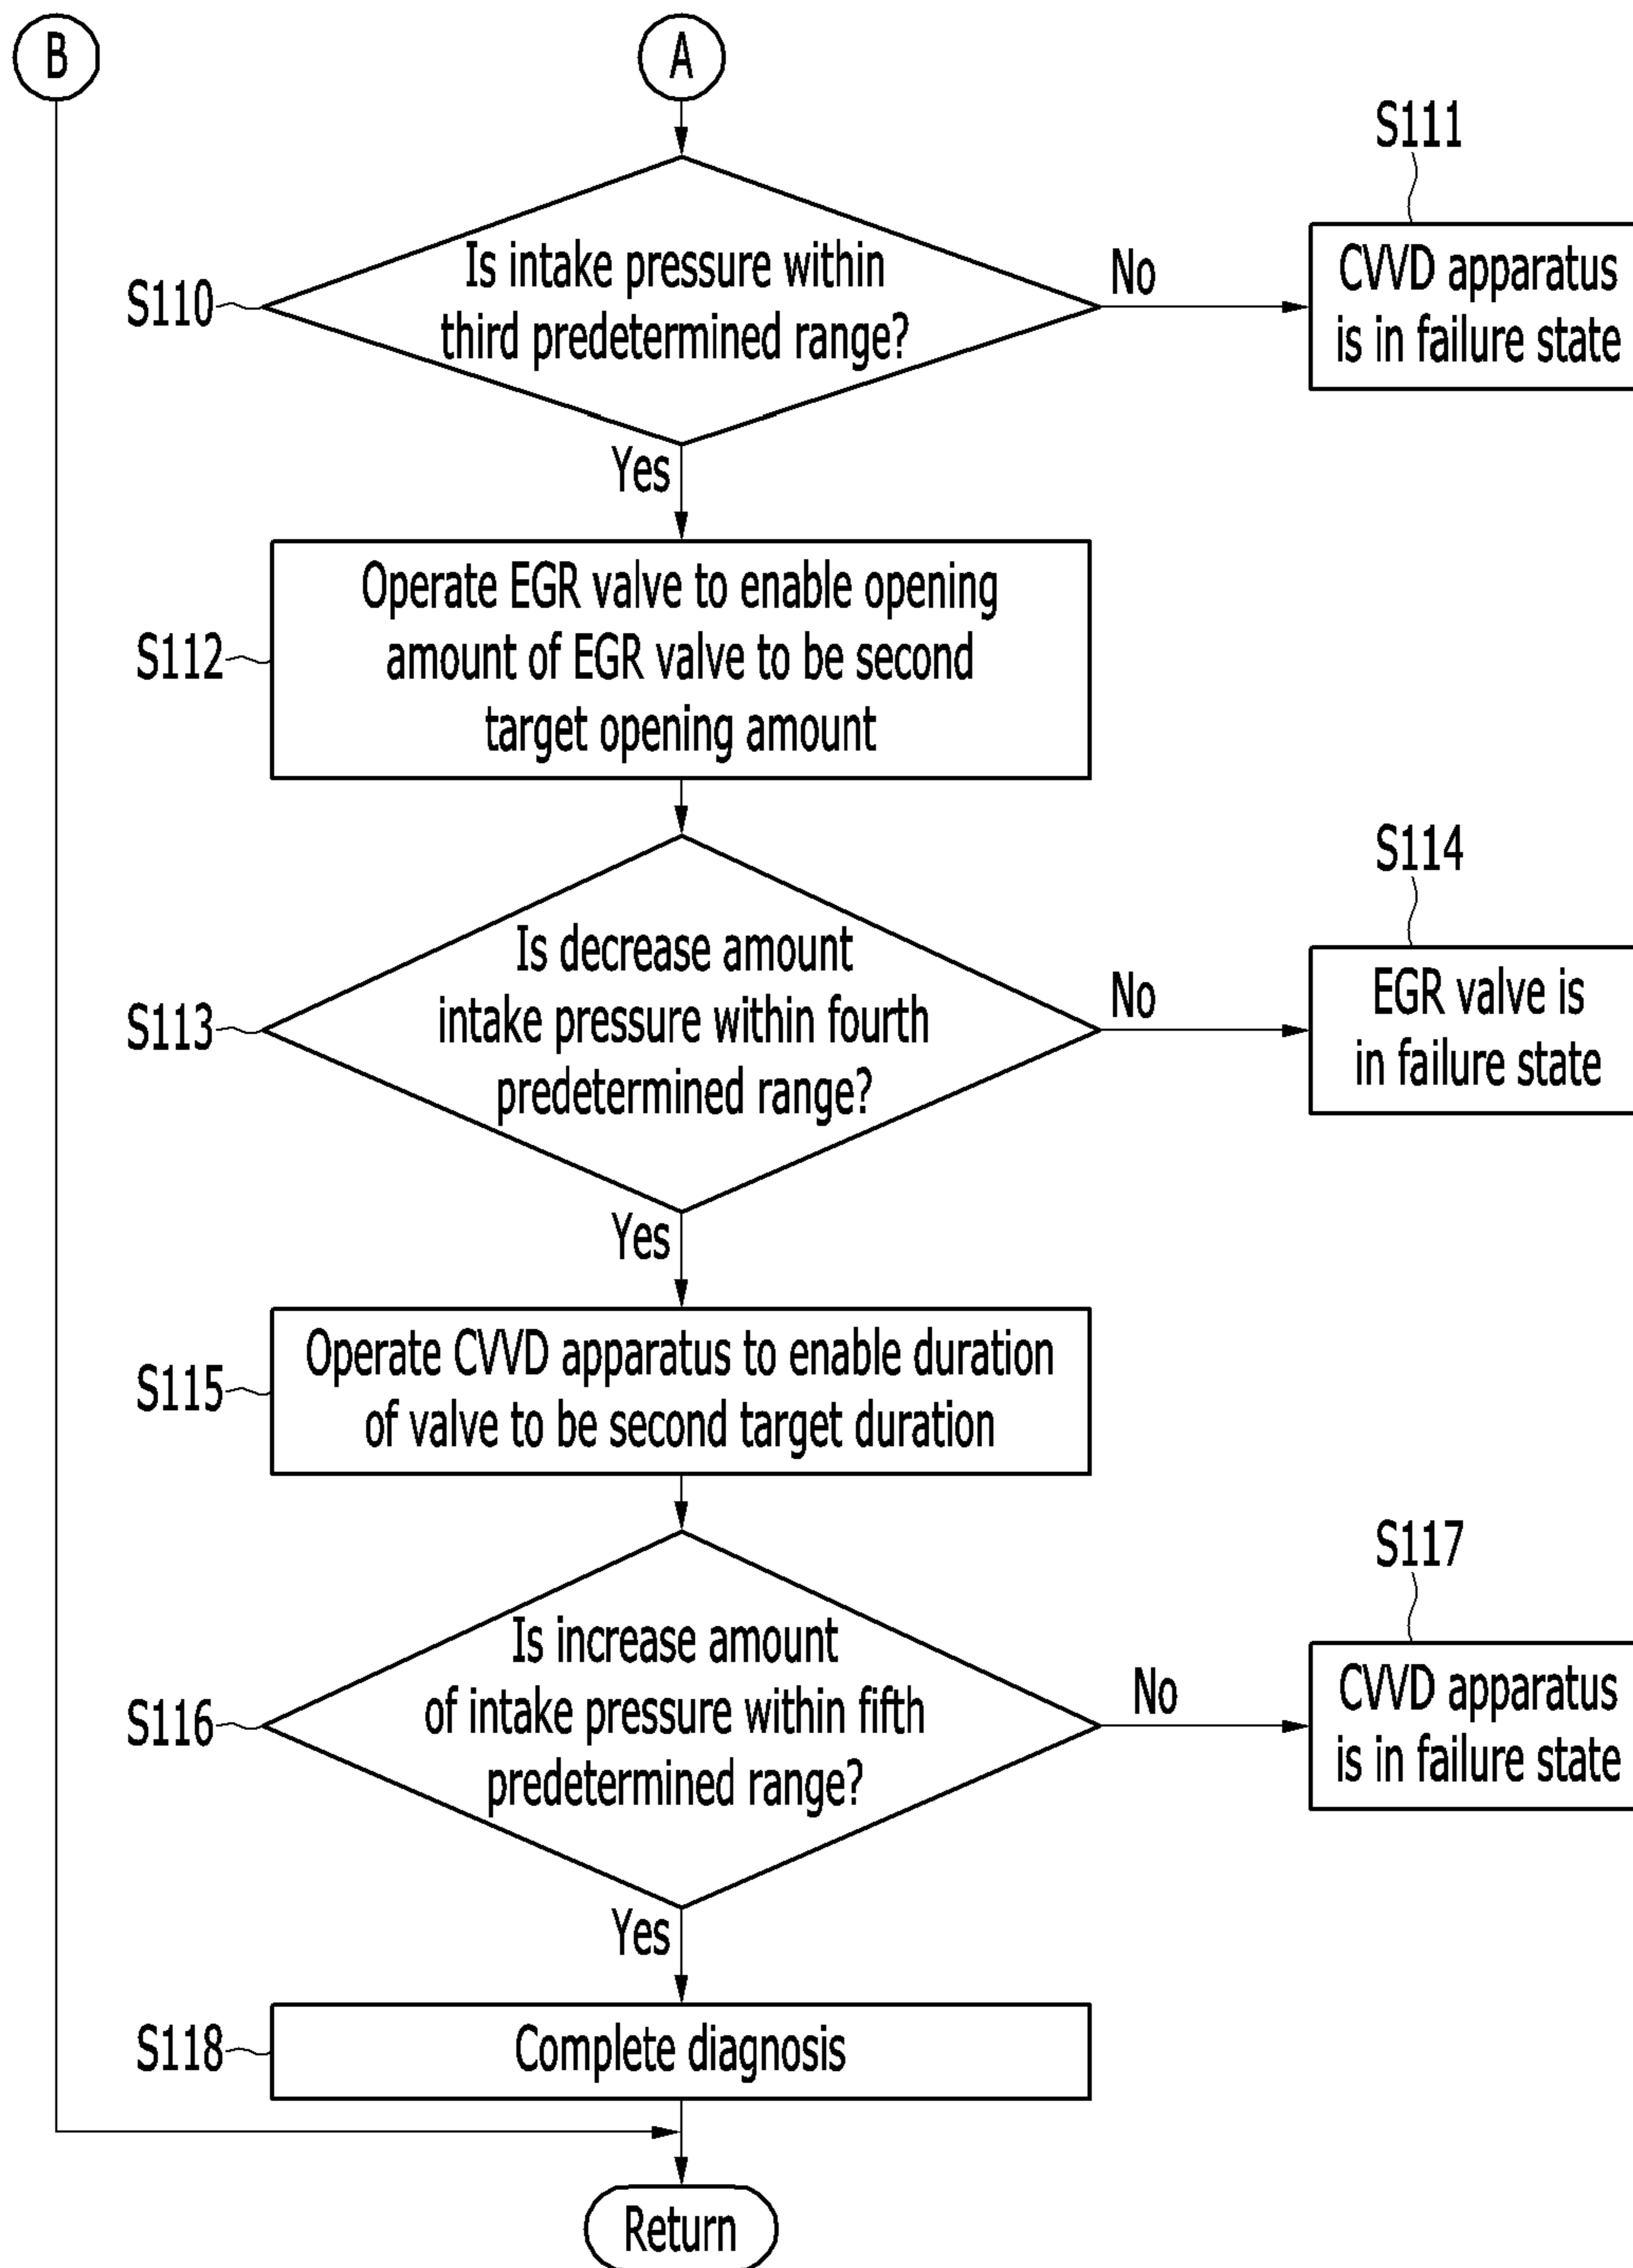 B
A
S110
Is intake pressure within
third predetermined range?
No
S111
CVVD apparatus
is in failure state
Yes
S112
Operate EGR valve to enable opening
amount of EGR valve to be second
target opening amount
S113
Is decrease amount
intake pressure within fourth
predetermined range?
No
S114
EGR valve is
in failure state
Yes
S115
Operate CVVD apparatus to enable duration
of valve to be second target duration
S116
Is increase amount
of intake pressure within fifth
predetermined range?
No
S117
CVVD apparatus
is in failure state
Yes
S118
Complete diagnosis
Return